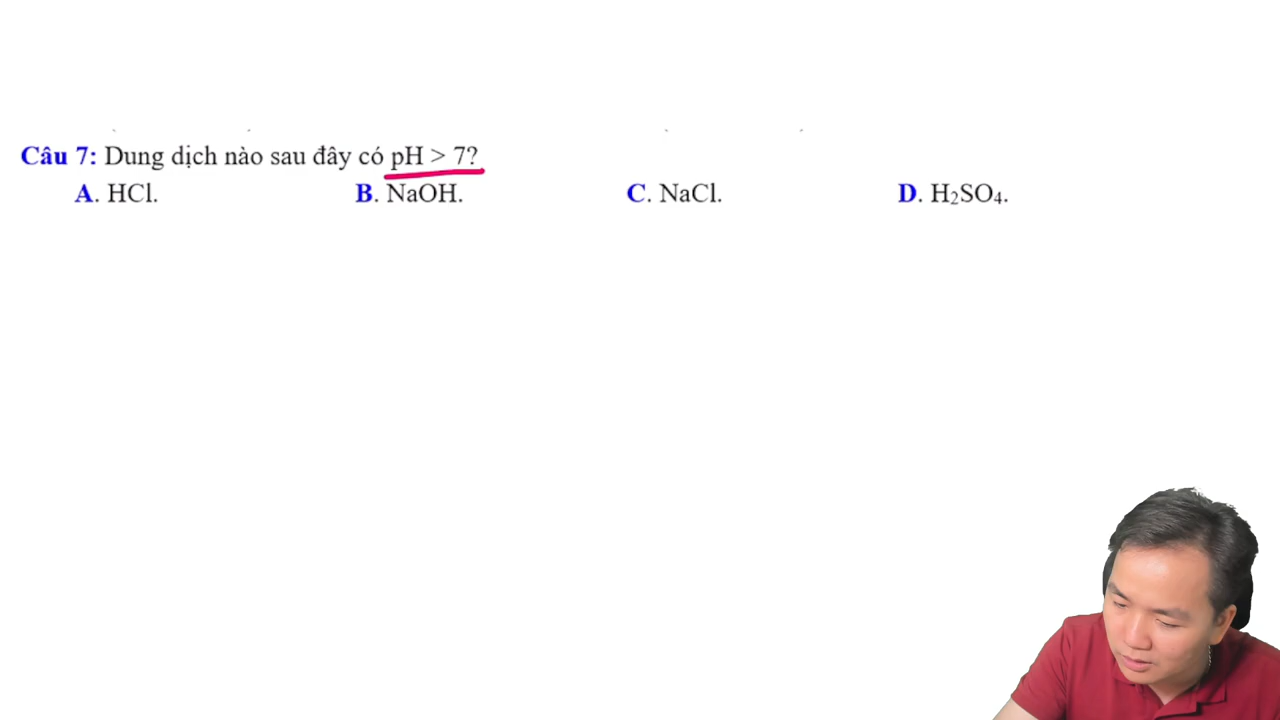 Câu 7: Dung dịch nào sau đây có pH > 7?
A. HCl. B. NaOH. C. NaCl. D. H₂SO₄.